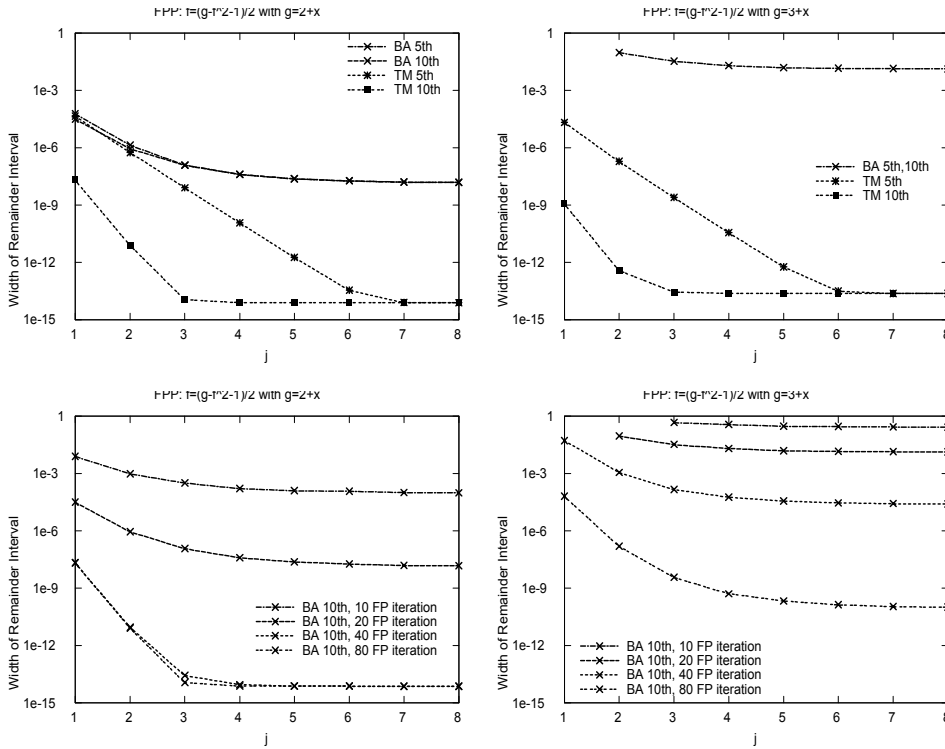 FPP: f=(g-f^2-1)/2 with g=2+x
1
1e-3
1e-6
1e-9
1e-12
1e-15
Width of Remainder Interval
BA 5th
BA 10th
TM 5th
TM 10th
1 2 3 4 5 6 7 8
j
FPP: f=(g-f^2-1)/2 with g=3+x
1
1e-3
1e-6
1e-9
1e-12
1e-15
Width of Remainder Interval
BA 5th,10th
TM 5th
TM 10th
1 2 3 4 5 6 7 8
j
FPP: f=(g-f^2-1)/2 with g=2+x
1
1e-3
1e-6
1e-9
1e-12
1e-15
Width of Remainder Interval
BA 10th, 10 FP iteration
BA 10th, 20 FP iteration
BA 10th, 40 FP iteration
BA 10th, 80 FP iteration
1 2 3 4 5 6 7 8
j
FPP: f=(g-f^2-1)/2 with g=3+x
1
1e-3
1e-6
1e-9
1e-12
1e-15
Width of Remainder Interval
BA 10th, 10 FP iteration
BA 10th, 20 FP iteration
BA 10th, 40 FP iteration
BA 10th, 80 FP iteration
1 2 3 4 5 6 7 8
j